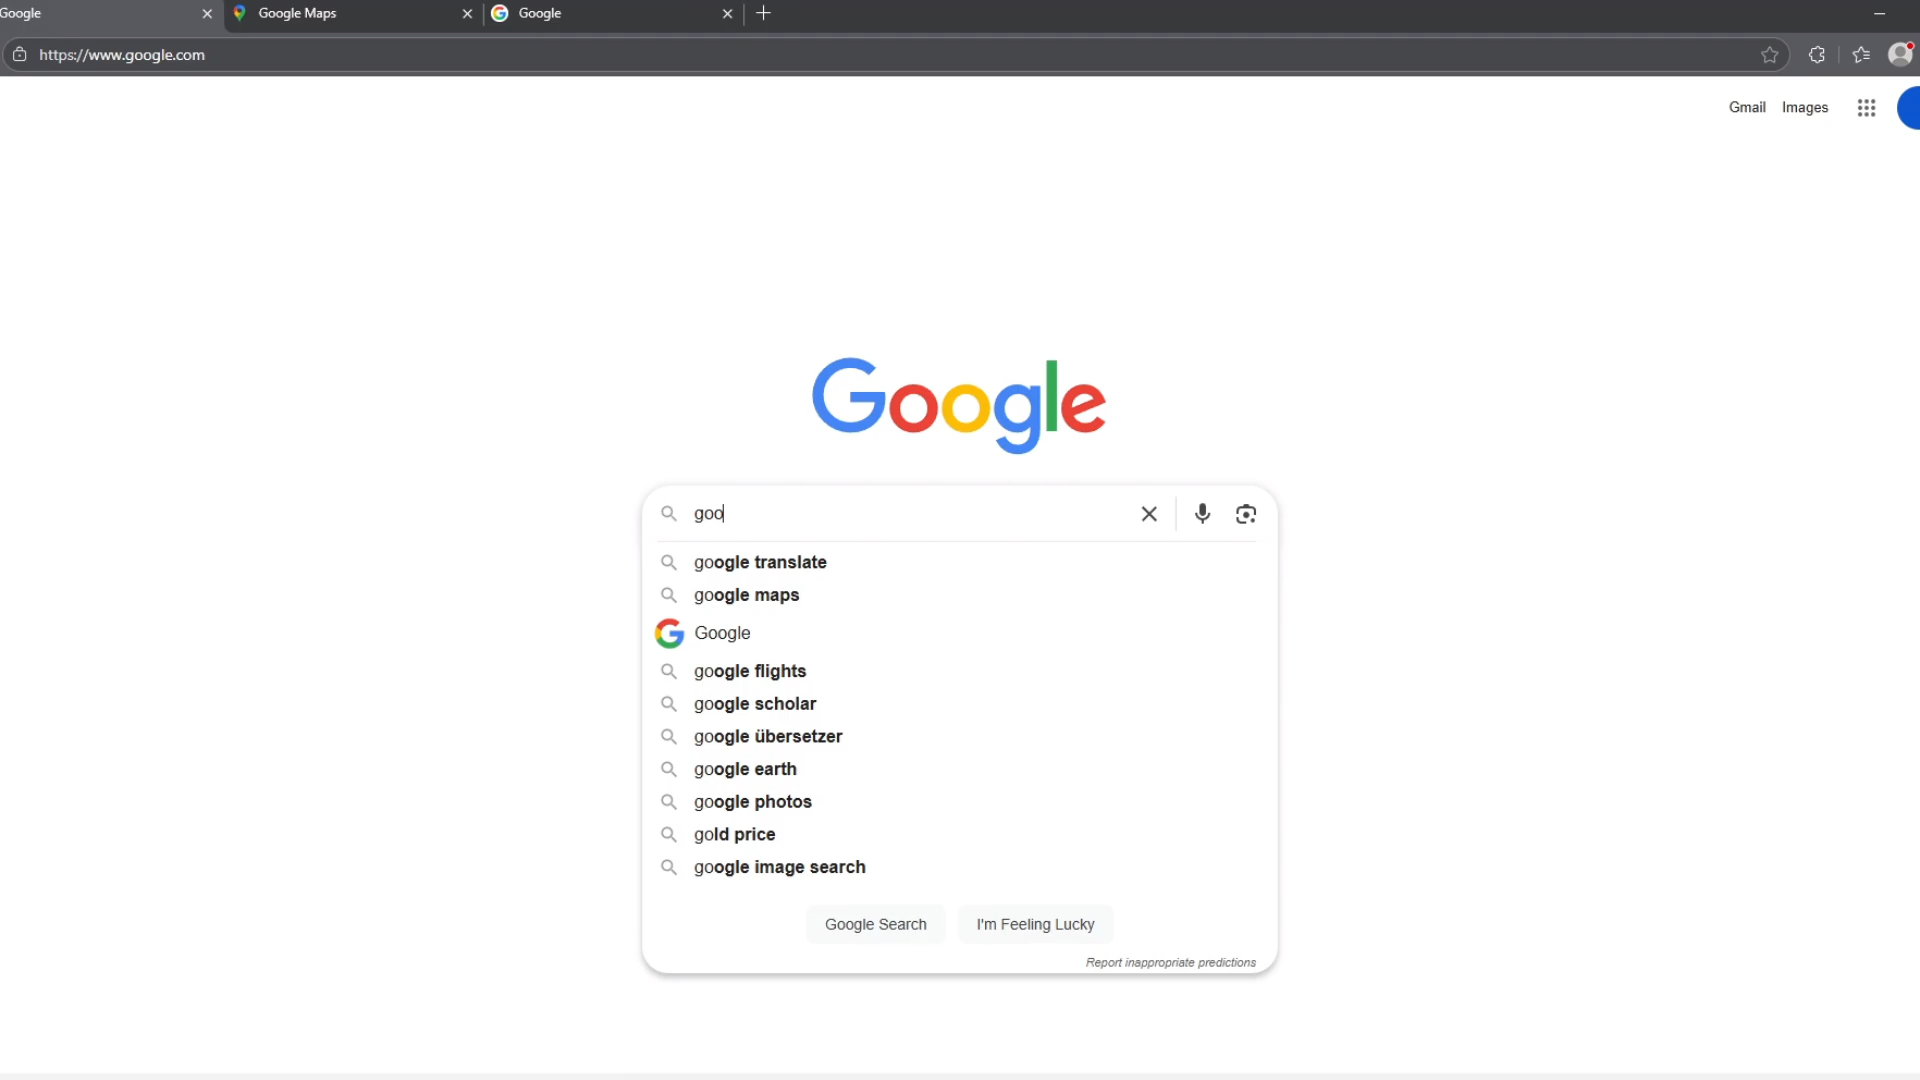 Google
Google Maps
Google
https://www.google.com
Gmail
Images
Google
goo
google translate
google maps
Google
google flights
google scholar
google übersetzer
google earth
google photos
gold price
google image search
Google Search
I'm Feeling Lucky
Report inappropriate predictions